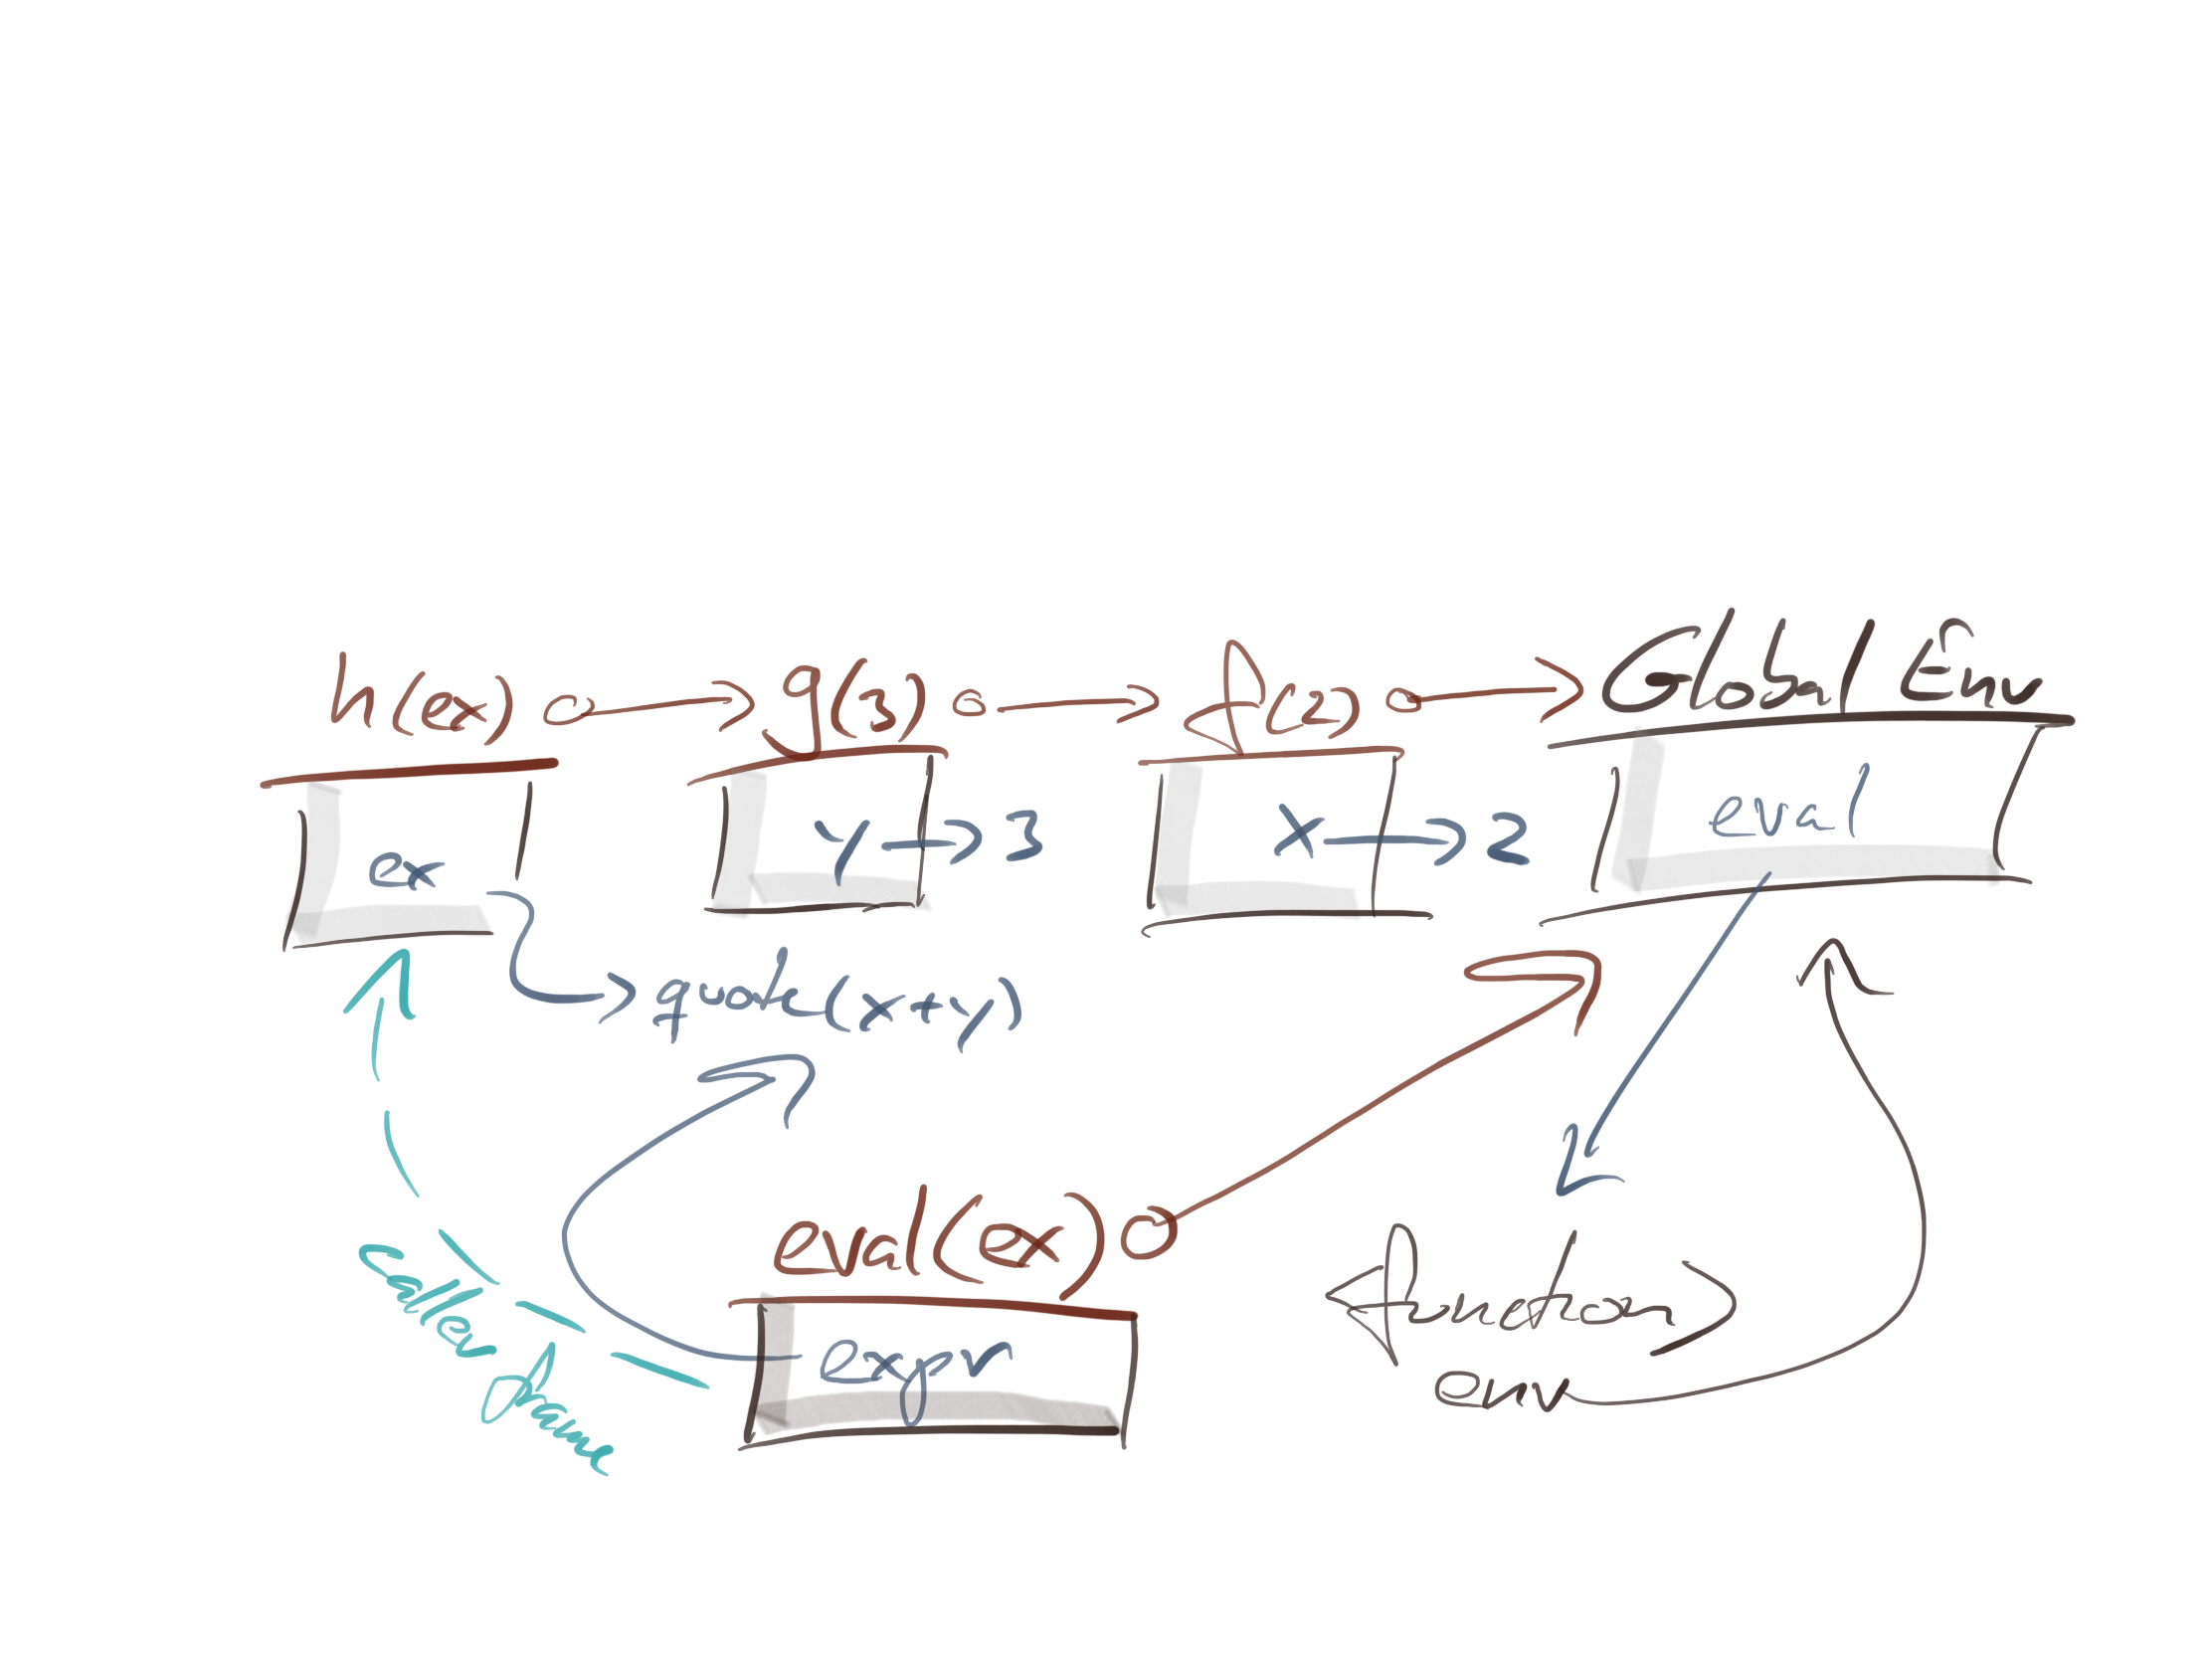 h(ex) g(3) f(2) Global Env
ex y → 3 x → 2 eval
quote(x+y)
eval(ex)
expr
caller frame
<function>
env